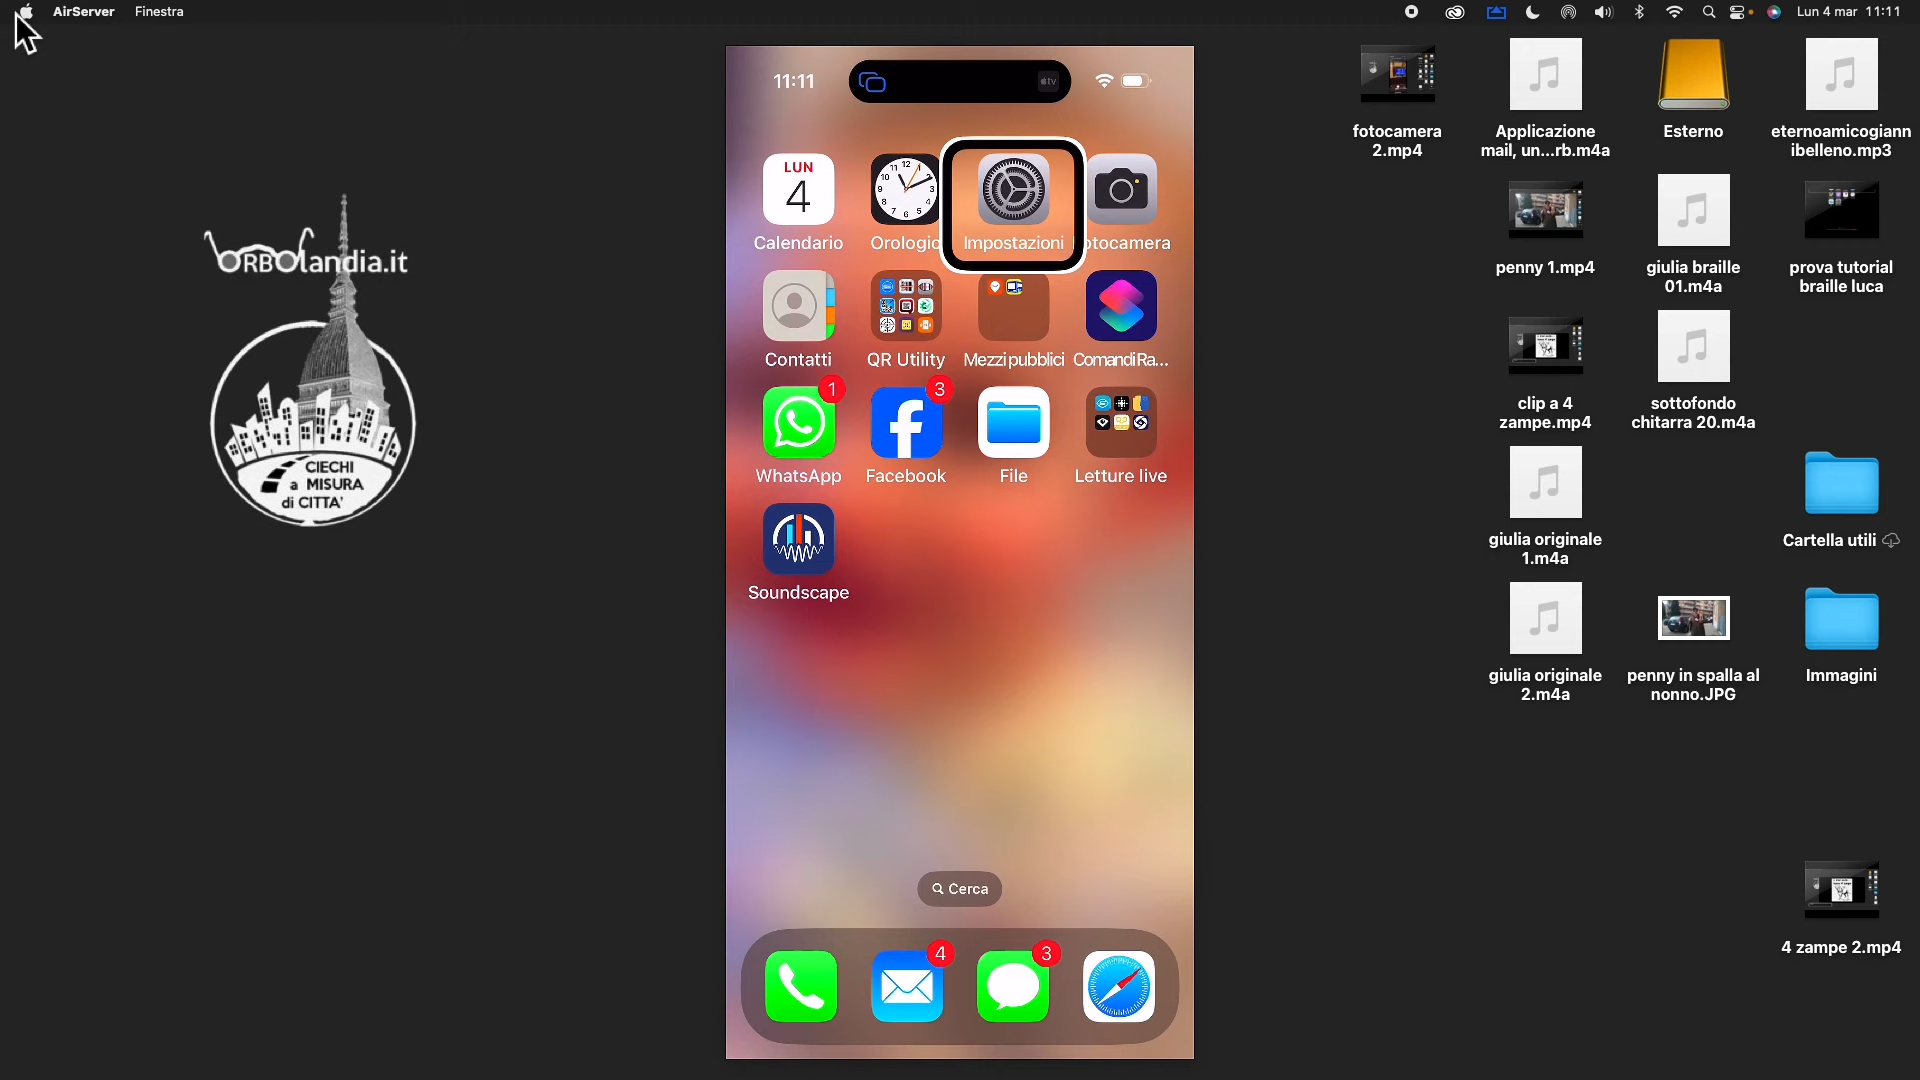 AirServer Finestra
Lun 4 mar 11:11
11:11
tv
ORBOlandia.it
CIECHI
a MISURA
di CITTA'
LUN
4
Calendario
Orologio
Impostazioni
otocamera
Contatti
QR Utility
Mezzi pubblici
Comandi Ra...
1
3
WhatsApp
Facebook
File
Letture live
Soundscape
Cerca
4
3
fotocamera
2.mp4
Applicazione
mail, un...rb.m4a
Esterno
eternoamicogiann
ibelleno.mp3
penny 1.mp4
giulia braille
01.m4a
prova tutorial
braille luca
clip a 4
zampe.mp4
sottofondo
chitarra 20.m4a
giulia originale
1.m4a
Cartella utili
giulia originale
2.m4a
penny in spalla al
nonno.JPG
Immagini
4 zampe 2.mp4